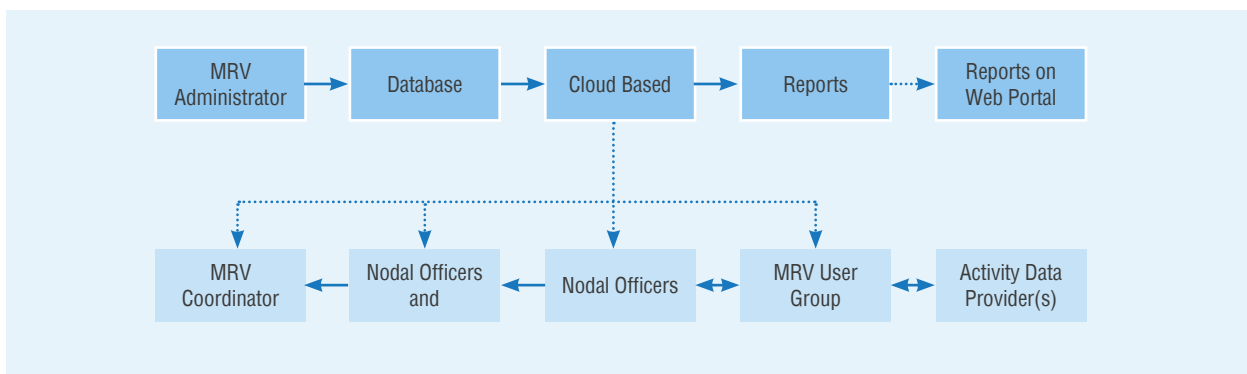 MRV
Administrator
Database
Cloud Based
Reports
Reports on
Web Portal
MRV
Coordinator
Nodal Officers
and
Nodal Officers
MRV User
Group
Activity Data
Provider(s)